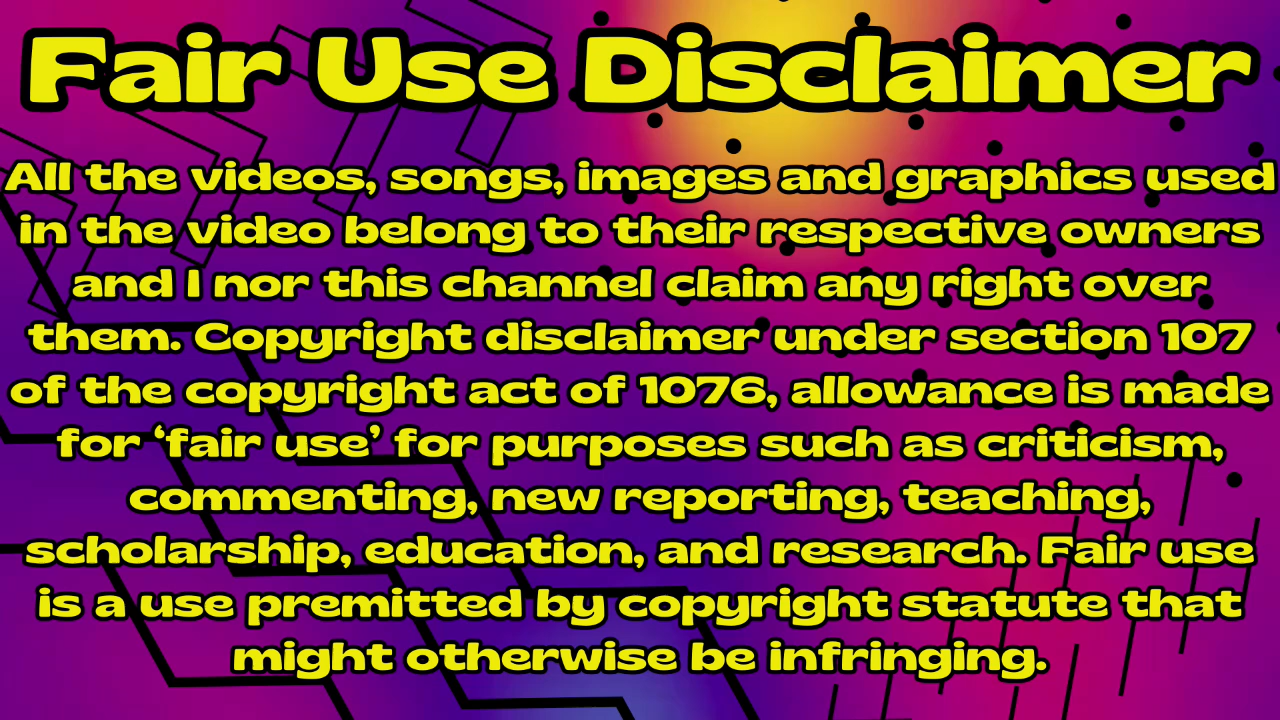 Fair Use Disclaimer
All the videos, songs, images and graphics used
in the video belong to their respective owners
and I nor this channel claim any right over
them. Copyright disclaimer under section 107
of the copyright act of 1076, allowance is made
for ‘fair use’ for purposes such as criticism,
commenting, new reporting, teaching,
scholarship, education, and research. Fair use
is a use premitted by copyright statute that
might otherwise be infringing.